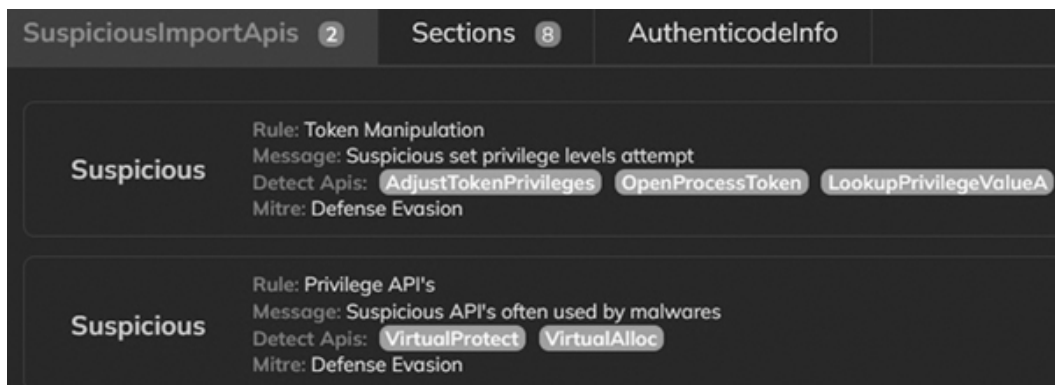 SuspiciousImportApis 2 Sections 8 AuthenticodeInfo
Suspicious
Rule: Token Manipulation
Message: Suspicious set privilege levels attempt
Detect Apis: AdjustTokenPrivileges OpenProcessToken LookupPrivilegeValueA
Mitre: Defense Evasion
Suspicious
Rule: Privilege API's
Message: Suspicious API's often used by malwares
Detect Apis: VirtualProtect VirtualAlloc
Mitre: Defense Evasion